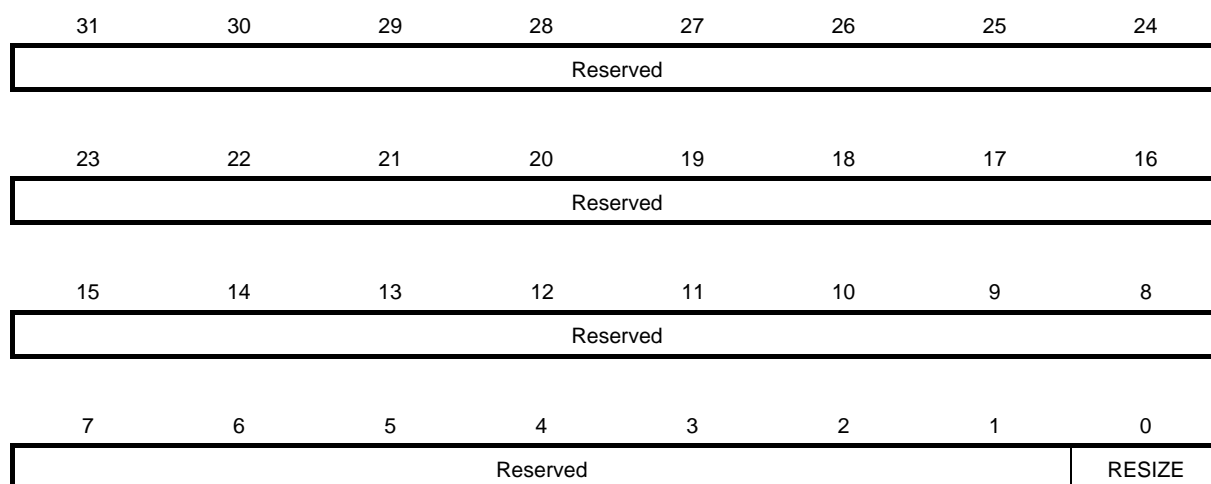 31 30 29 28 27 26 25 24
Reserved
23 22 21 20 19 18 17 16
Reserved
15 14 13 12 11 10 9 8
Reserved
7 6 5 4 3 2 1 0
Reserved RESIZE